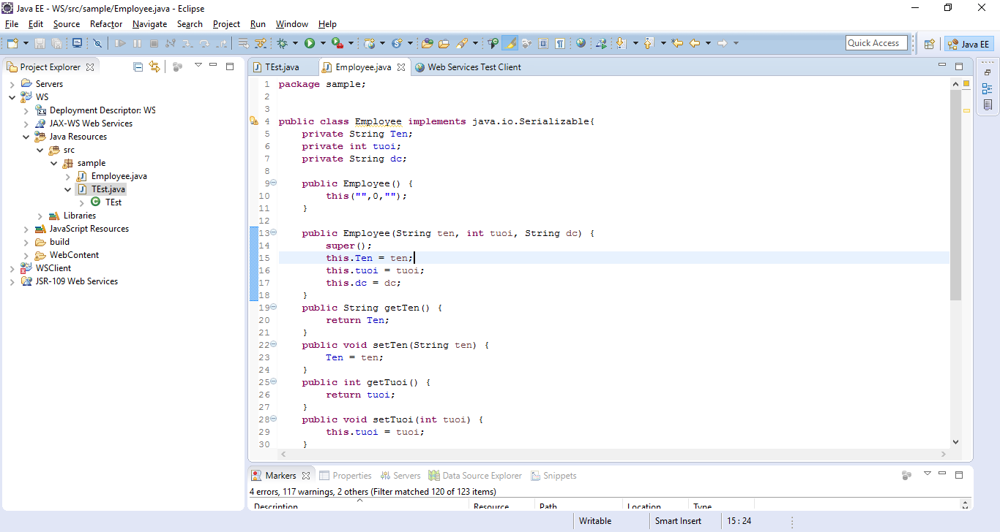 Java EE - WS/src/sample/Employee.java - Eclipse
File Edit Source Refactor Navigate Search Project Run Window Help
Quick Access
Java EE
Project Explorer
Servers
WS
Deployment Descriptor: WS
JAX-WS Web Services
Java Resources
src
sample
Employee.java
TEst.java
TEst
Libraries
JavaScript Resources
build
WebContent
WSClient
JSR-109 Web Services
TEst.java Employee.java Web Services Test Client
1 package sample;
2
3
4 public class Employee implements java.io.Serializable{
5 private String Ten;
6 private int tuoi;
7 private String dc;
8
9 public Employee() {
10 this("",0,"");
11 }
12
13 public Employee(String ten, int tuoi, String dc) {
14 super();
15 this.Ten = ten;
16 this.tuoi = tuoi;
17 this.dc = dc;
18 }
19 public String getTen() {
20 return Ten;
21 }
22 public void setTen(String ten) {
23 Ten = ten;
24 }
25 public int getTuoi() {
26 return tuoi;
27 }
28 public void setTuoi(int tuoi) {
29 this.tuoi = tuoi;
30 }
Markers Properties Servers Data Source Explorer Snippets
4 errors, 117 warnings, 2 others (Filter matched 120 of 123 items)
Description Resource Path Location Type
Writable Smart Insert 15 : 24